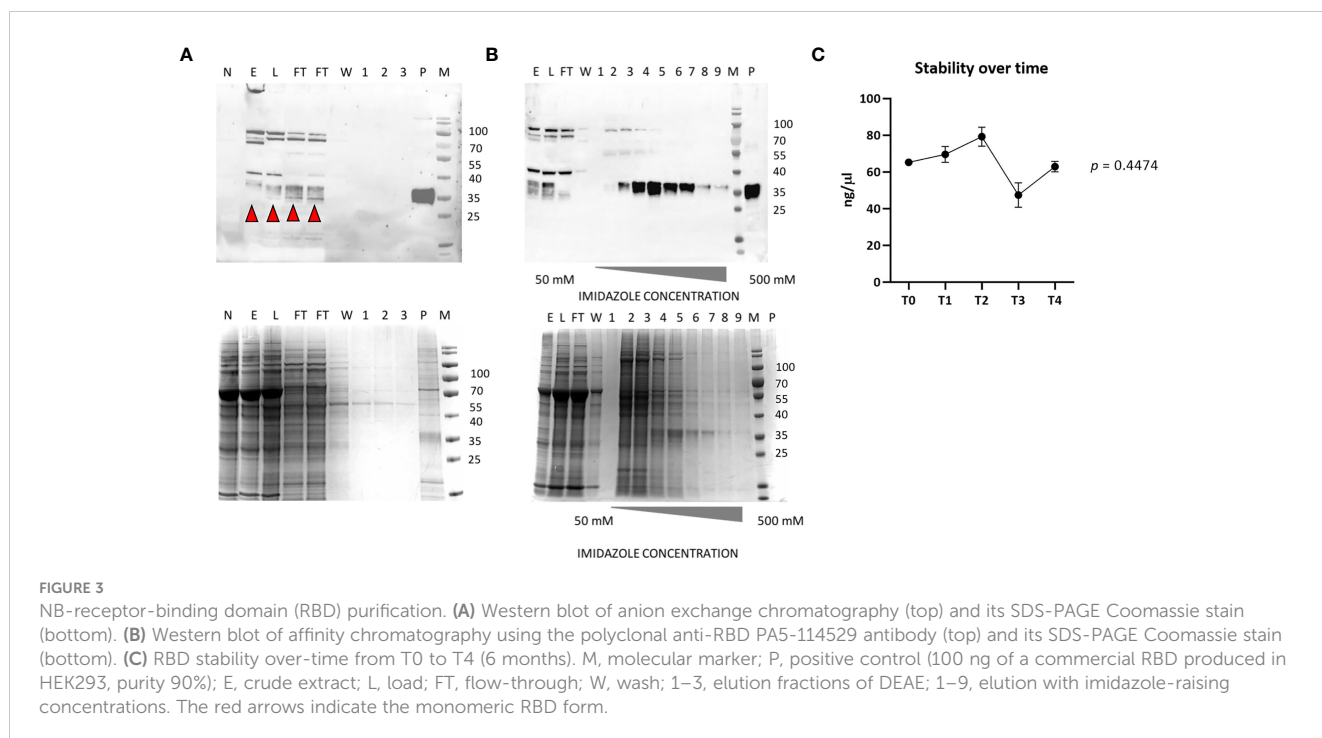 A
N E L FT FT W 1 2 3 P M
100
70
55
40
35
25
N E L FT FT W 1 2 3 P M
100
70
55
40
35
25
B
E L FT W 1 2 3 4 5 6 7 8 9 M P
100
70
55
40
35
25
50 mM 500 mM
IMIDAZOLE CONCENTRATION
E L FT W 1 2 3 4 5 6 7 8 9 M P
100
70
55
40
35
25
50 mM 500 mM
IMIDAZOLE CONCENTRATION
C
Stability over time
100
80
60
40
20
0
ng/µl
p = 0.4474
T0 T1 T2 T3 T4
FIGURE 3
NB-receptor-binding domain (RBD) purification. (A) Western blot of anion exchange chromatography (top) and its SDS-PAGE Coomassie stain
(bottom). (B) Western blot of affinity chromatography using the polyclonal anti-RBD PA5-114529 antibody (top) and its SDS-PAGE Coomassie stain
(bottom). (C) RBD stability over-time from T0 to T4 (6 months). M, molecular marker; P, positive control (100 ng of a commercial RBD produced in
HEK293, purity 90%); E, crude extract; L, load; FT, flow-through; W, wash; 1–3, elution fractions of DEAE; 1–9, elution with imidazole-raising
concentrations. The red arrows indicate the monomeric RBD form.